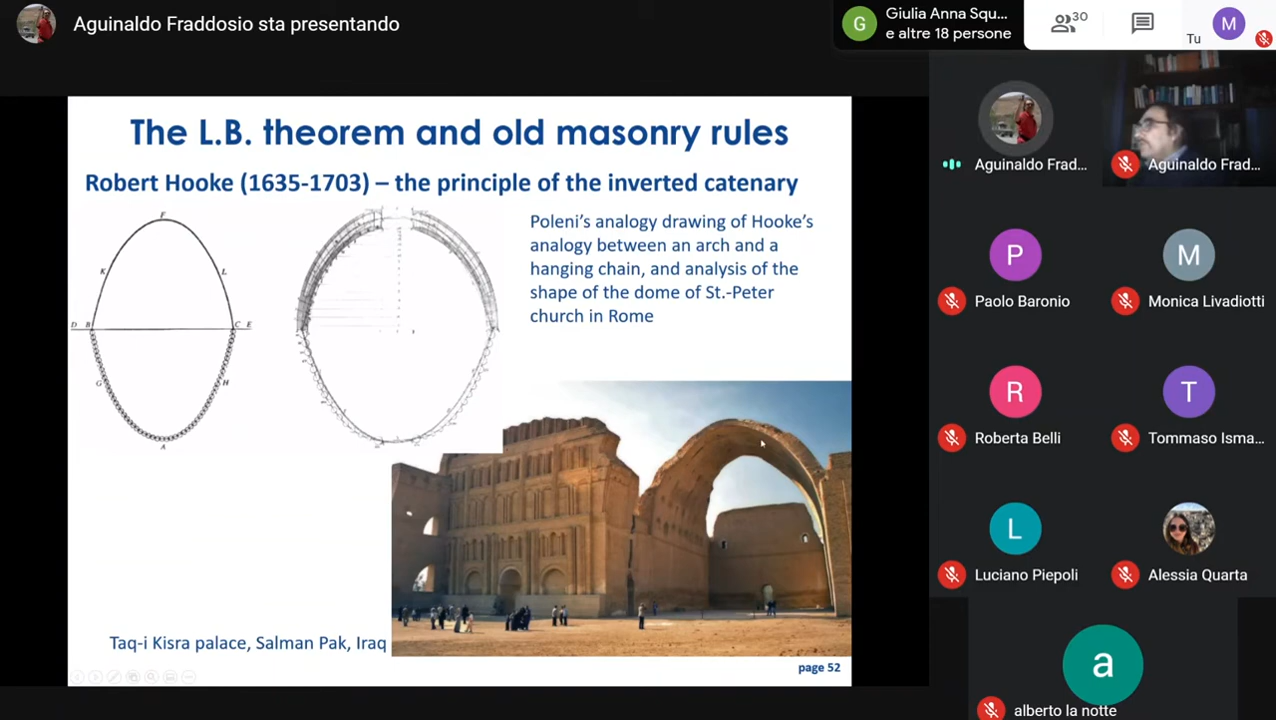 Aguinaldo Fraddosio sta presentando
G
Giulia Anna Squ...
e altre 18 persone
30
Tu
M
The L.B. theorem and old masonry rules
Robert Hooke (1635-1703) – the principle of the inverted catenary
F
K
L
D
B
C
E
G
H
A
Poleni's analogy drawing of Hooke's
analogy between an arch and a
hanging chain, and analysis of the
shape of the dome of St.-Peter
church in Rome
Taq-i Kisra palace, Salman Pak, Iraq
page 52
Aguinaldo Frad...
Aguinaldo Frad...
P
Paolo Baronio
M
Monica Livadiotti
R
Roberta Belli
T
Tommaso Isma...
L
Luciano Piepoli
Alessia Quarta
a
alberto la notte